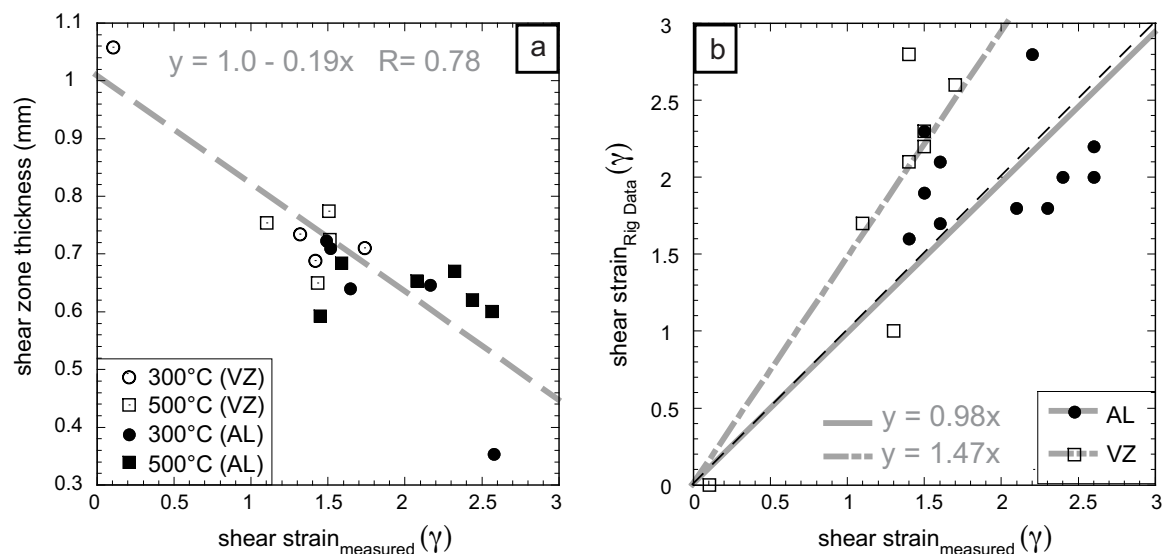 a
y = 1.0 - 0.19x R= 0.78
shear zone thickness (mm)
1.1
1
0.9
0.8
0.7
0.6
0.5
0.4
0.3
300°C (VZ)
500°C (VZ)
300°C (AL)
500°C (AL)
0 0.5 1 1.5 2 2.5 3
shear strain measured (γ)
b
shear strain Rig Data (γ)
3
2.5
2
1.5
1
0.5
0
y = 0.98x
y = 1.47x
AL
VZ
0 0.5 1 1.5 2 2.5 3
shear strain measured (γ)